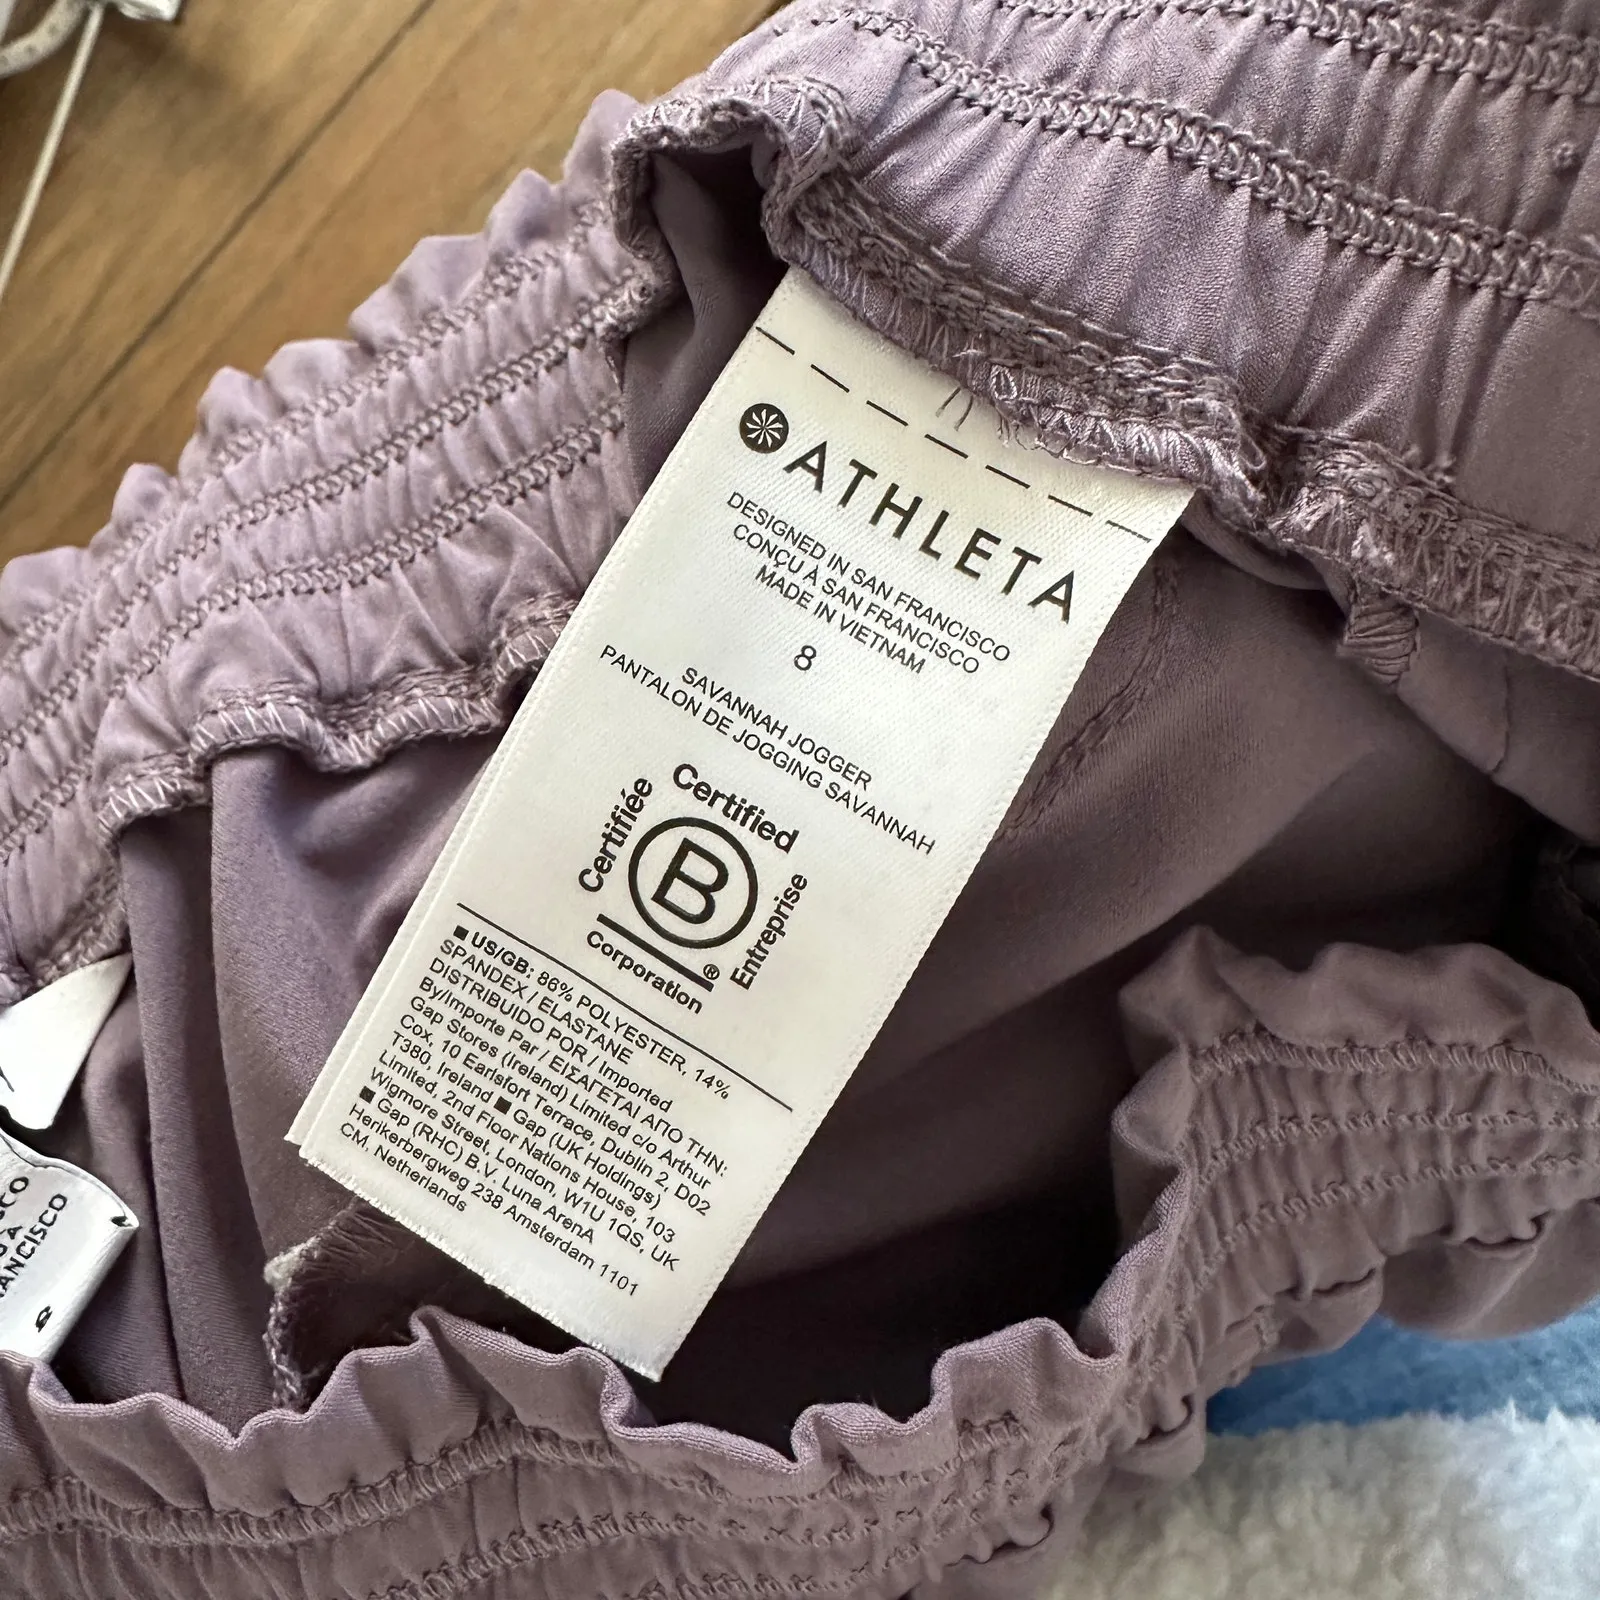 ATHLETA
DESIGNED IN SAN FRANCISCO
CONÇU À SAN FRANCISCO
MADE IN VIETNAM
8
SAVANNAH JOGGER
PANTALON DE JOGGING SAVANNAH
Certifiée
Certified
B
Entreprise
Corporation ®
■ US/GB: 86% POLYESTER, 14%
SPANDEX / ELASTANE
DISTRIBUIDO POR / Imported
By/Importe Par / ΕΙΣΑΓΕΤΑΙ ΑΠΟ ΤΗΝ:
Gap Stores (Ireland) Limited c/o Arthur
Cox, 10 Earlsfort Terrace, Dublin 2, D02
T380, Ireland ■ Gap (UK Holdings)
Limited, 2nd Floor Nations House, 103
Wigmore Street, London, W1U 1QS, UK
■ Gap (RHC) B.V. Luna ArenA
Herikerbergweg 238 Amsterdam 1101
CM, Netherlands
SCO
À
ANCISCO
8